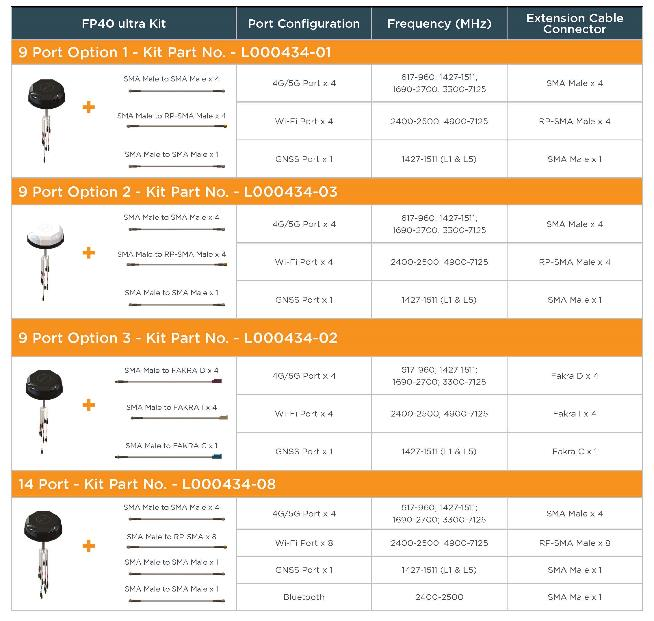 FP40 ultra Kit
Port Configuration
Frequency (MHz)
Extension Cable
Connector
9 Port Option 1 - Kit Part No. - L000434-01
SMA Male to SMA Male x 4
4G/5G Port x 4
617-960; 1427-1511;
1690-2700; 3300-7125
SMA Male x 4
SMA Male to RP-SMA Male x 4
Wi-Fi Port x 4
2400-2500; 4900-7125
RP-SMA Male x 4
SMA Male to SMA Male x 1
GNSS Port x 1
1427-1511 (L1 & L5)
SMA Male x 1
9 Port Option 2 - Kit Part No. - L000434-03
SMA Male to SMA Male x 4
4G/5G Port x 4
617-960; 1427-1511;
1690-2700; 3300-7125
SMA Male x 4
SMA Male to RP-SMA Male x 4
Wi-Fi Port x 4
2400-2500; 4900-7125
RP-SMA Male x 4
SMA Male to SMA Male x 1
GNSS Port x 1
1427-1511 (L1 & L5)
SMA Male x 1
9 Port Option 3 - Kit Part No. - L000434-02
SMA Male to FAKRA D x 4
4G/5G Port x 4
617-960; 1427-1511;
1690-2700; 3300-7125
Fakra D x 4
SMA Male to FAKRA I x 4
Wi-Fi Port x 4
2400-2500; 4900-7125
Fakra I x 4
SMA Male to FAKRA C x 1
GNSS Port x 1
1427-1511 (L1 & L5)
Fakra C x 1
14 Port - Kit Part No. - L000434-08
SMA Male to SMA Male x 4
4G/5G Port x 4
617-960; 1427-1511;
1690-2700; 3300-7125
SMA Male x 4
SMA Male to RP SMA x 8
Wi-Fi Port x 8
2400-2500; 4900-7125
RP-SMA Male x 8
SMA Male to SMA Male x 1
GNSS Port x 1
1427-1511 (L1 & L5)
SMA Male x 1
SMA Male to SMA Male x 1
Bluetooth
2400-2500
SMA Male x 1